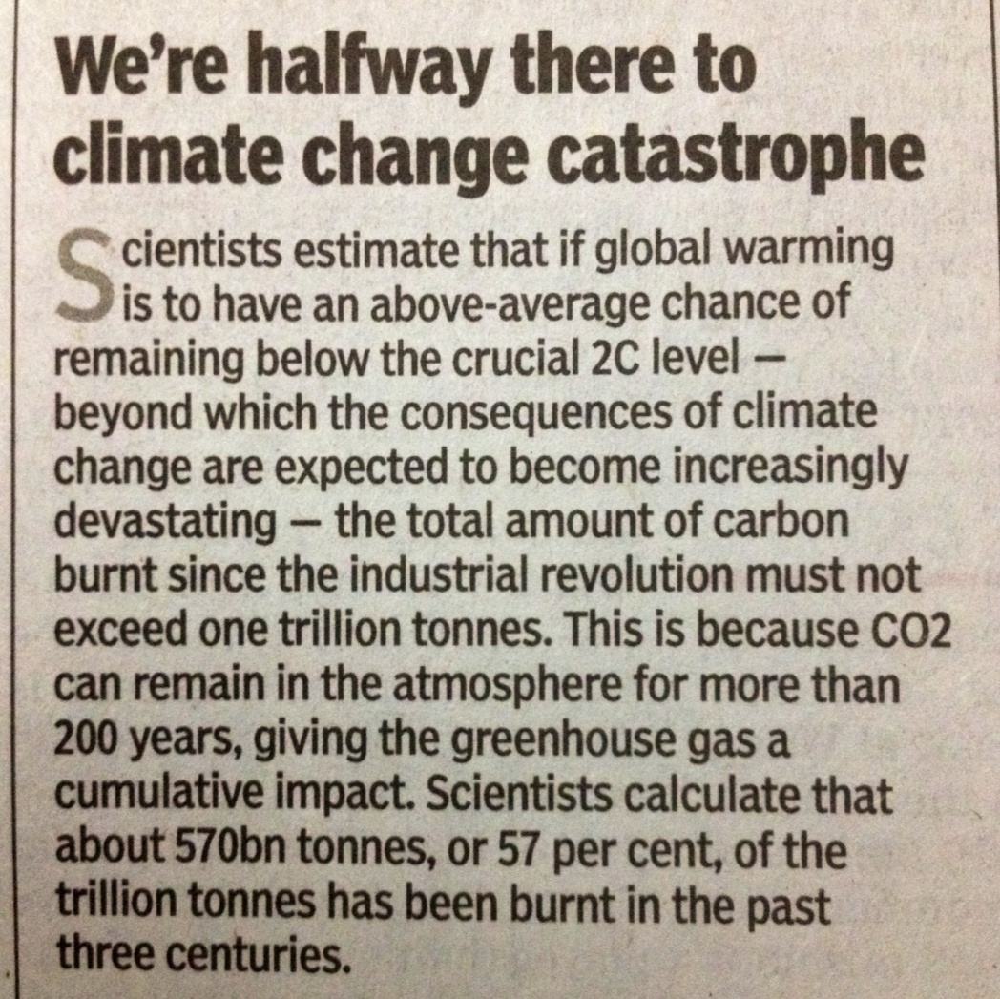 We're halfway there to
climate change catastrophe
Scientists estimate that if global warming
is to have an above-average chance of
remaining below the crucial 2C level —
beyond which the consequences of climate
change are expected to become increasingly
devastating — the total amount of carbon
burnt since the industrial revolution must not
exceed one trillion tonnes. This is because CO2
can remain in the atmosphere for more than
200 years, giving the greenhouse gas a
cumulative impact. Scientists calculate that
about 570bn tonnes, or 57 per cent, of the
trillion tonnes has been burnt in the past
three centuries.